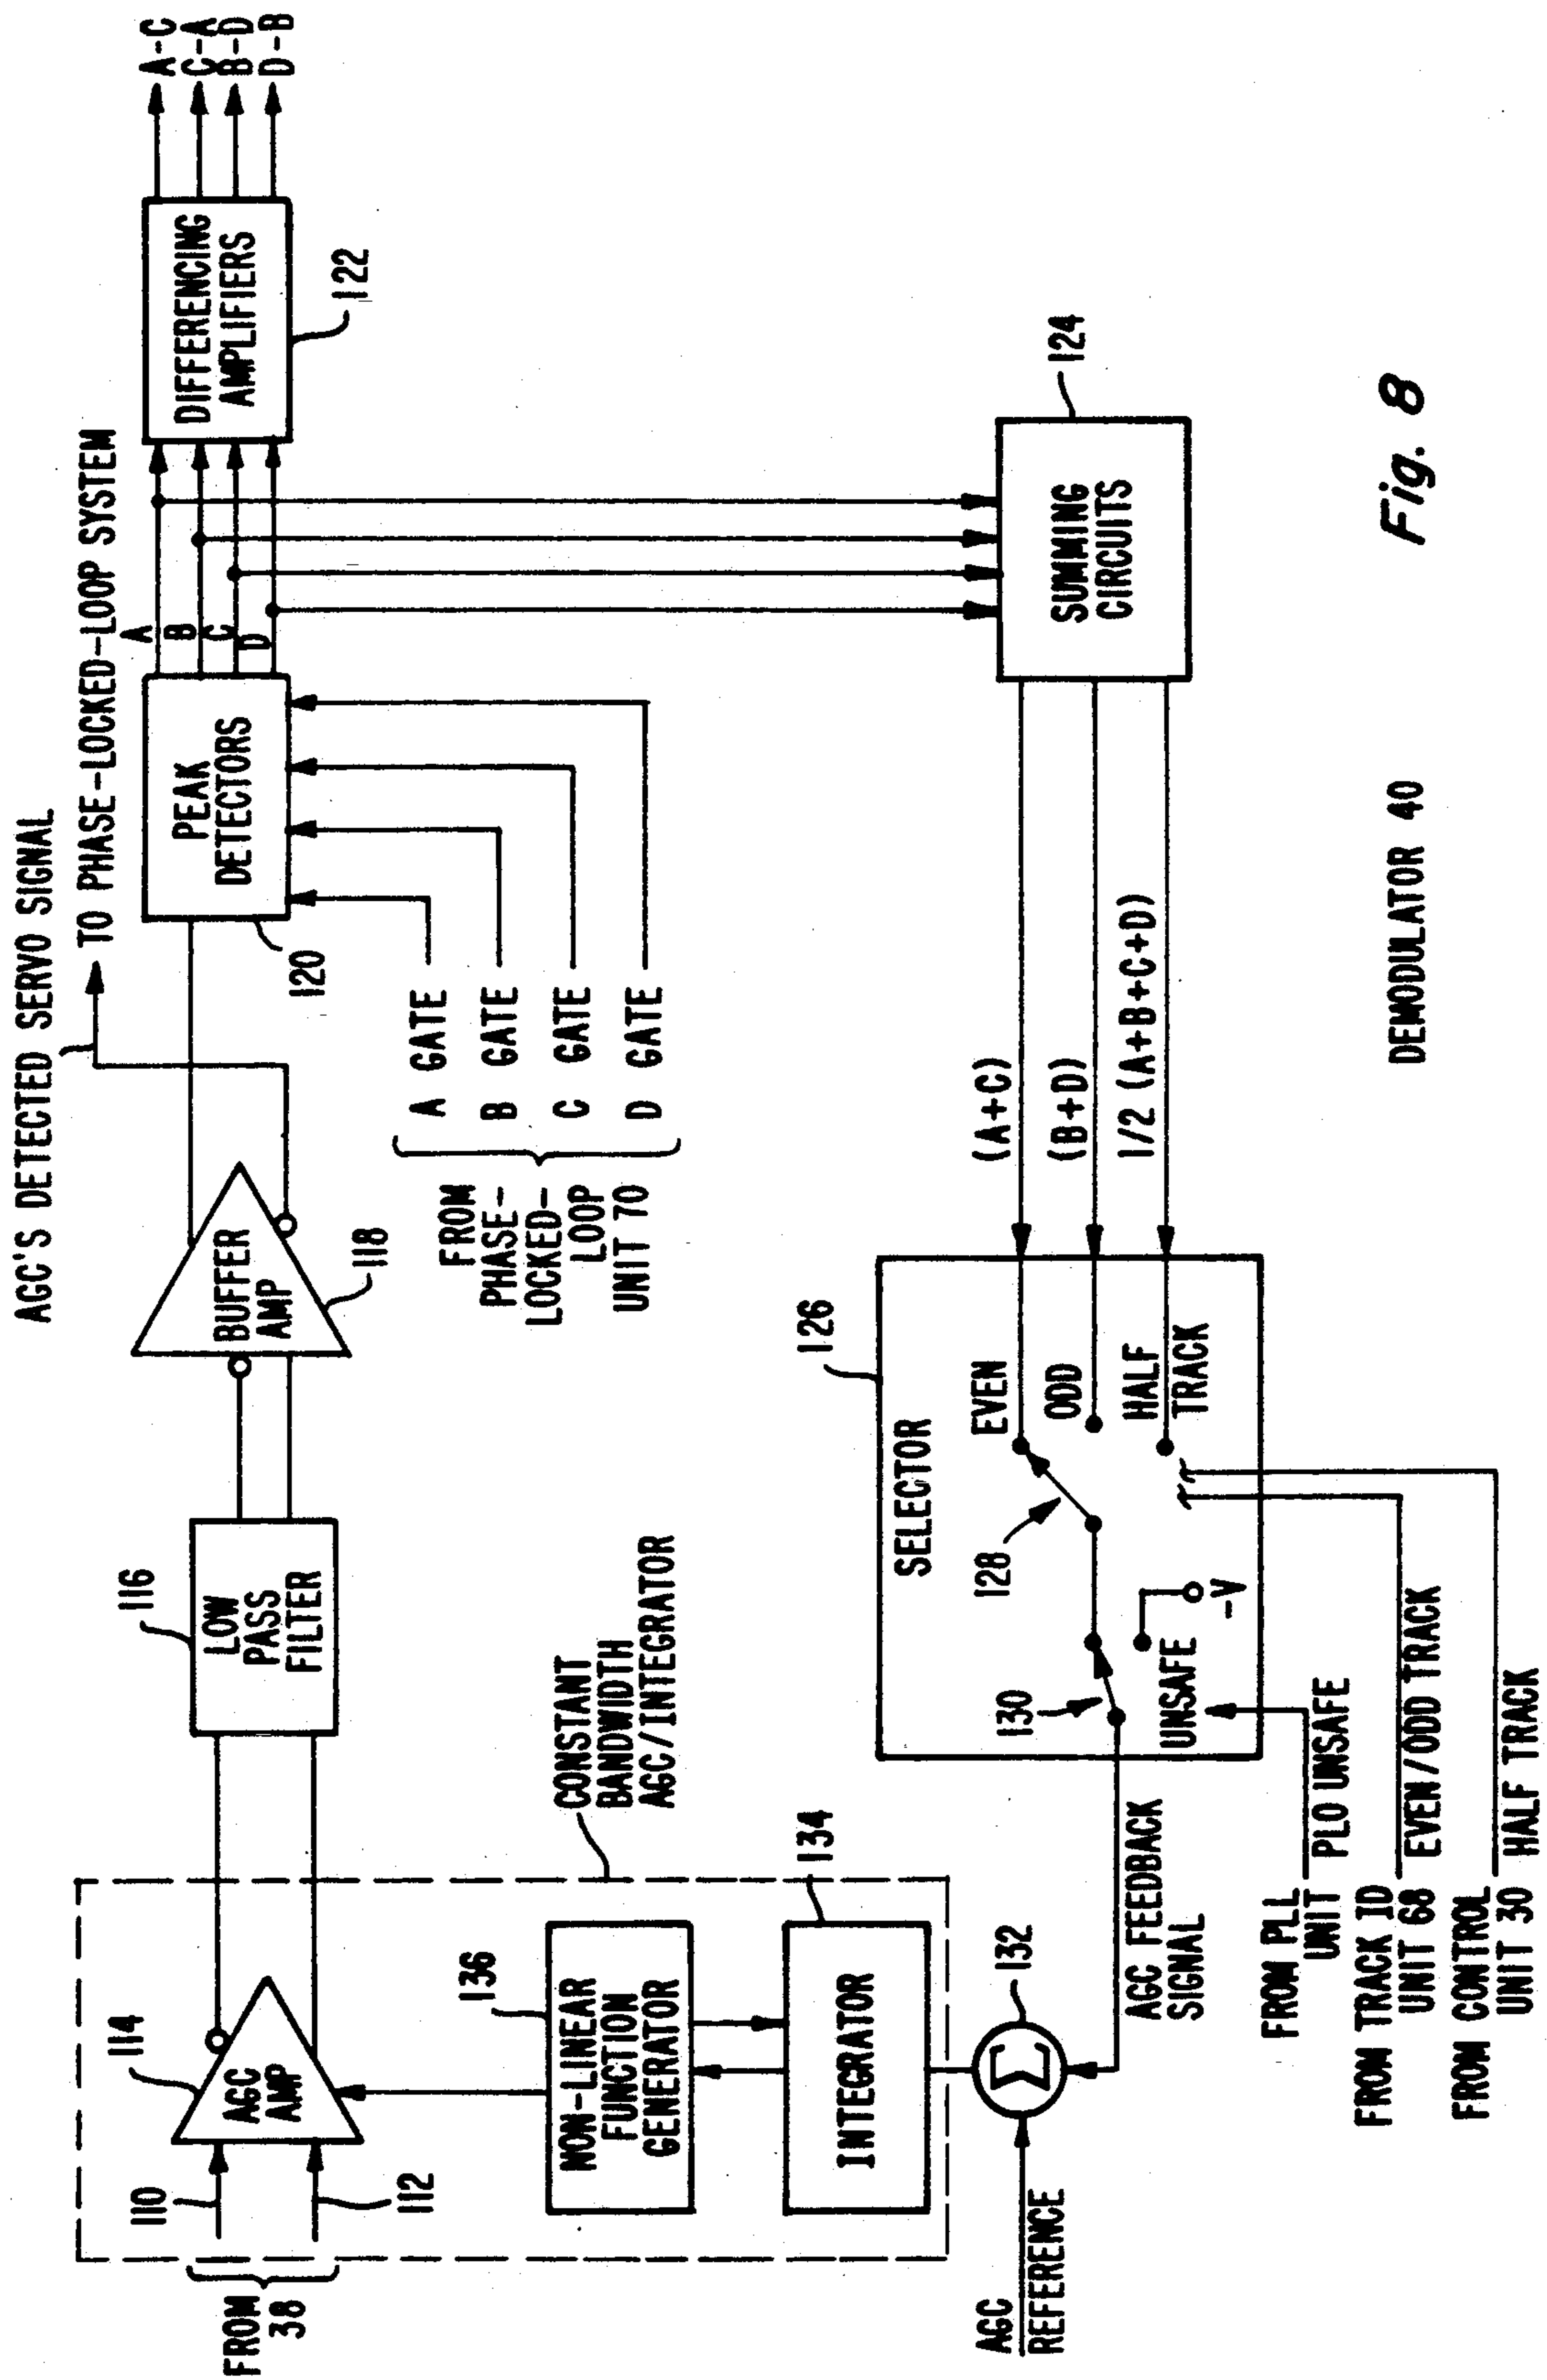 AGC'S DETECTED SERVO SIGNAL
TO PHASE-LOCKED-LOOP SYSTEM
FROM
38
110
112
114
AGC
AMP
116
LOW
PASS
FILTER
BUFFER
AMP
118
PEAK
DETECTORS
120
A
B
C
D
DIFFERENCING
AMPLIFIERS
122
A-C
C-A
B-D
D-B
FROM
PHASE-
LOCKED-
LOOP
UNIT 70
A GATE
B GATE
C GATE
D GATE
CONSTANT
BANDWIDTH
AGC/INTEGRATOR
136
NON-LINEAR
FUNCTION
GENERATOR
134
INTEGRATOR
132
Σ
AGC
REFERENCE
AGC FEEDBACK
SIGNAL
126
SELECTOR
EVEN
ODD
HALF
TRACK
128
130
UNSAFE
-V
(A+C)
(B+D)
1/2 (A+B+C+D)
SUMMING
CIRCUITS
124
FROM PLL
UNIT
PLO UNSAFE
FROM TRACK ID
UNIT 68
EVEN/ODD TRACK
FROM CONTROL
UNIT 30
HALF TRACK
DEMODULATOR 40
Fig. 8